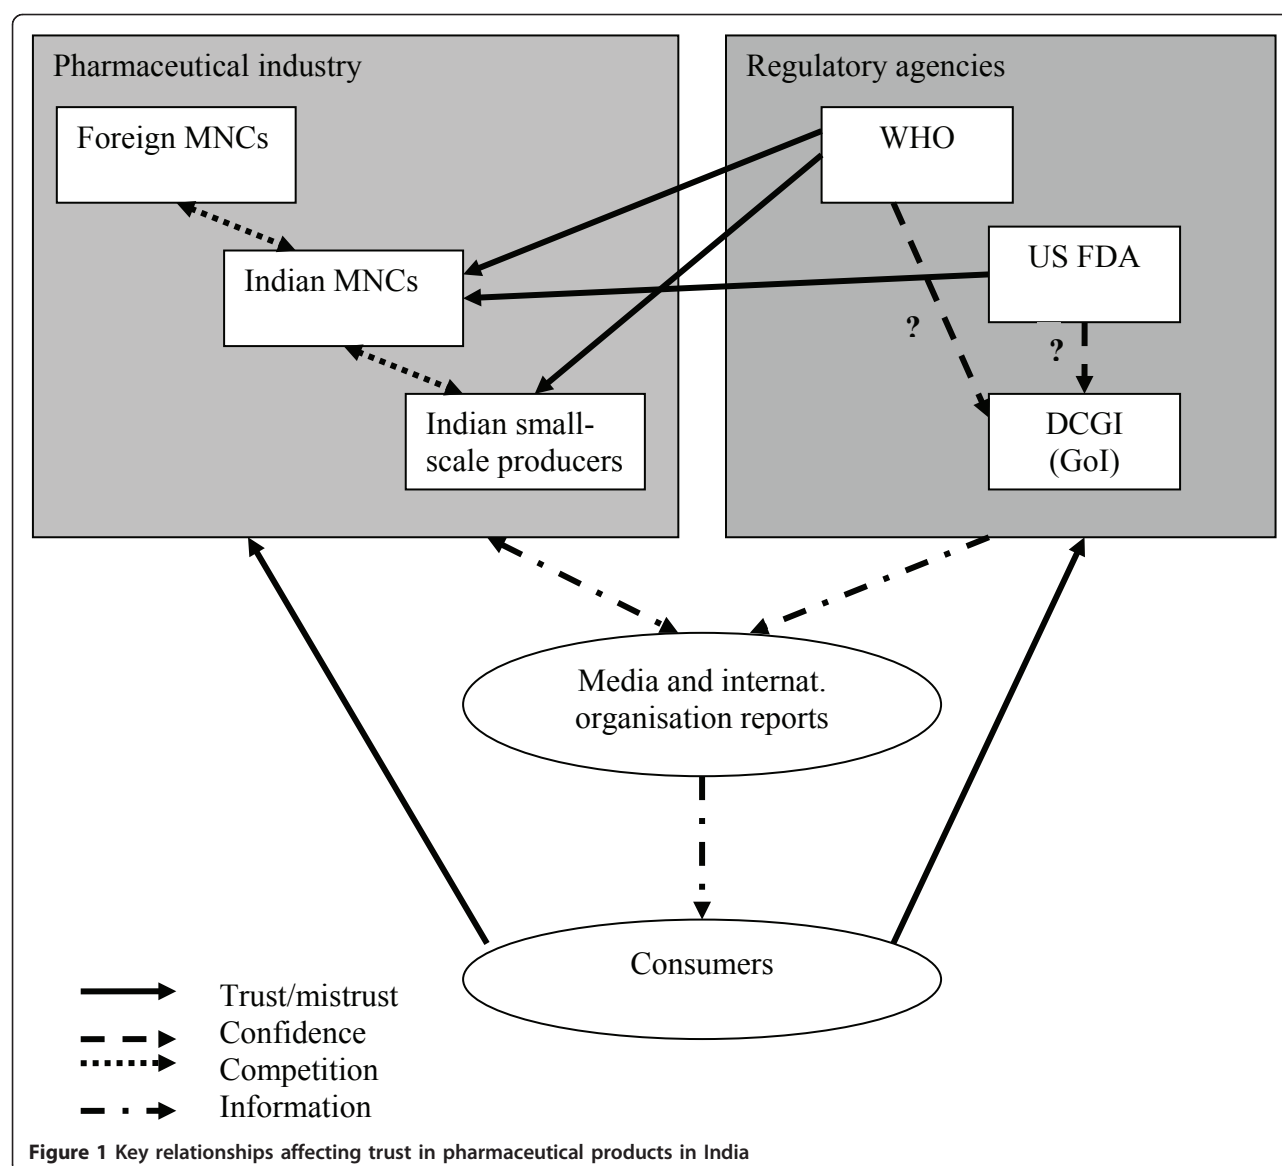 Pharmaceutical industry
Foreign MNCs
Indian MNCs
Indian small-
scale producers
Regulatory agencies
WHO
US FDA
?
?
DCGI
(GoI)
Media and internat.
organisation reports
Consumers
Trust/mistrust
Confidence
Competition
Information
Figure 1 Key relationships affecting trust in pharmaceutical products in India